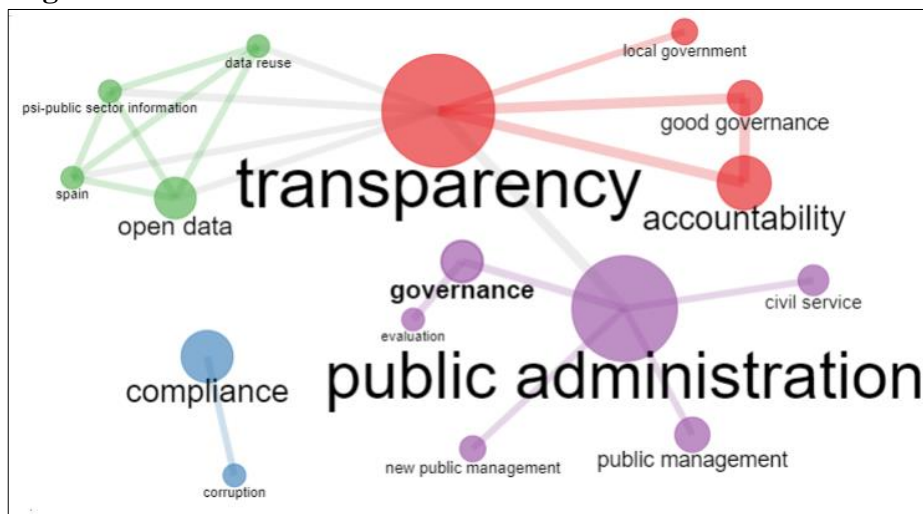 data reuse
local government
psi-public sector information
good governance
transparency
spain
accountability
open data
governance
civil service
evaluation
public administration
compliance
new public management
public management
corruption